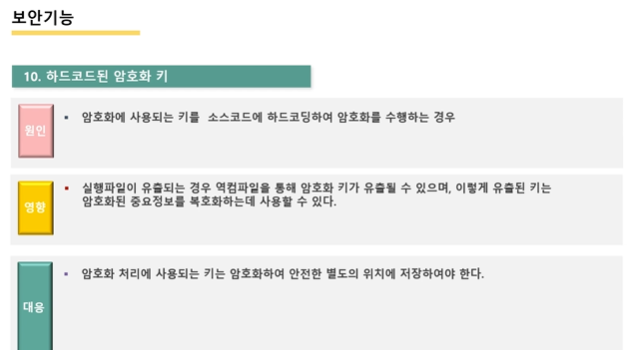 보안기능
10. 하드코드된 암호화 키
원인
▪ 암호화에 사용되는 키를 소스코드에 하드코딩하여 암호화를 수행하는 경우
영향
▪ 실행파일이 유출되는 경우 역컴파일을 통해 암호화 키가 유출될 수 있으며, 이렇게 유출된 키는
암호화된 중요정보를 복호화하는데 사용할 수 있다.
대응
▪ 암호화 처리에 사용되는 키는 암호화하여 안전한 별도의 위치에 저장하여야 한다.